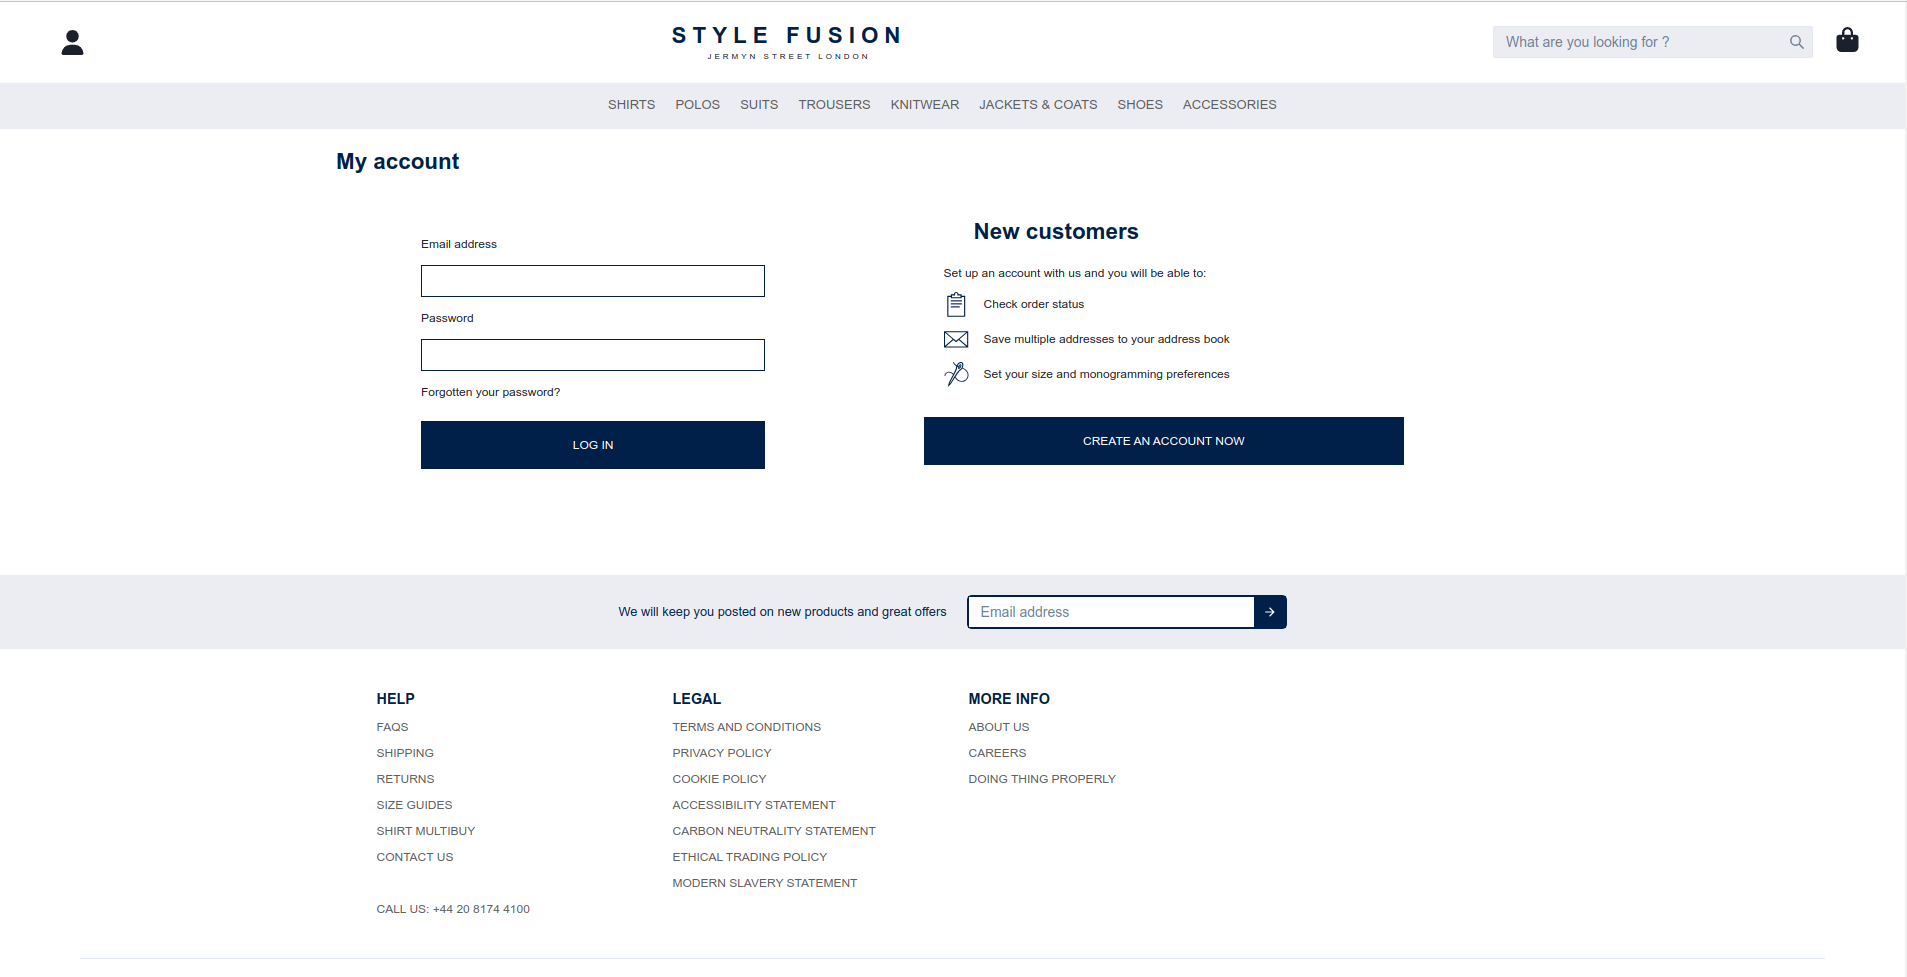 STYLE FUSION
JERMYN STREET LONDON
What are you looking for ?
SHIRTS POLOS SUITS TROUSERS KNITWEAR JACKETS & COATS SHOES ACCESSORIES
My account
Email address
Password
Forgotten your password?
LOG IN
New customers
Set up an account with us and you will be able to:
Check order status
Save multiple addresses to your address book
Set your size and monogramming preferences
CREATE AN ACCOUNT NOW
We will keep you posted on new products and great offers
Email address
HELP
FAQS
SHIPPING
RETURNS
SIZE GUIDES
SHIRT MULTIBUY
CONTACT US
CALL US: +44 20 8174 4100
LEGAL
TERMS AND CONDITIONS
PRIVACY POLICY
COOKIE POLICY
ACCESSIBILITY STATEMENT
CARBON NEUTRALITY STATEMENT
ETHICAL TRADING POLICY
MODERN SLAVERY STATEMENT
MORE INFO
ABOUT US
CAREERS
DOING THING PROPERLY